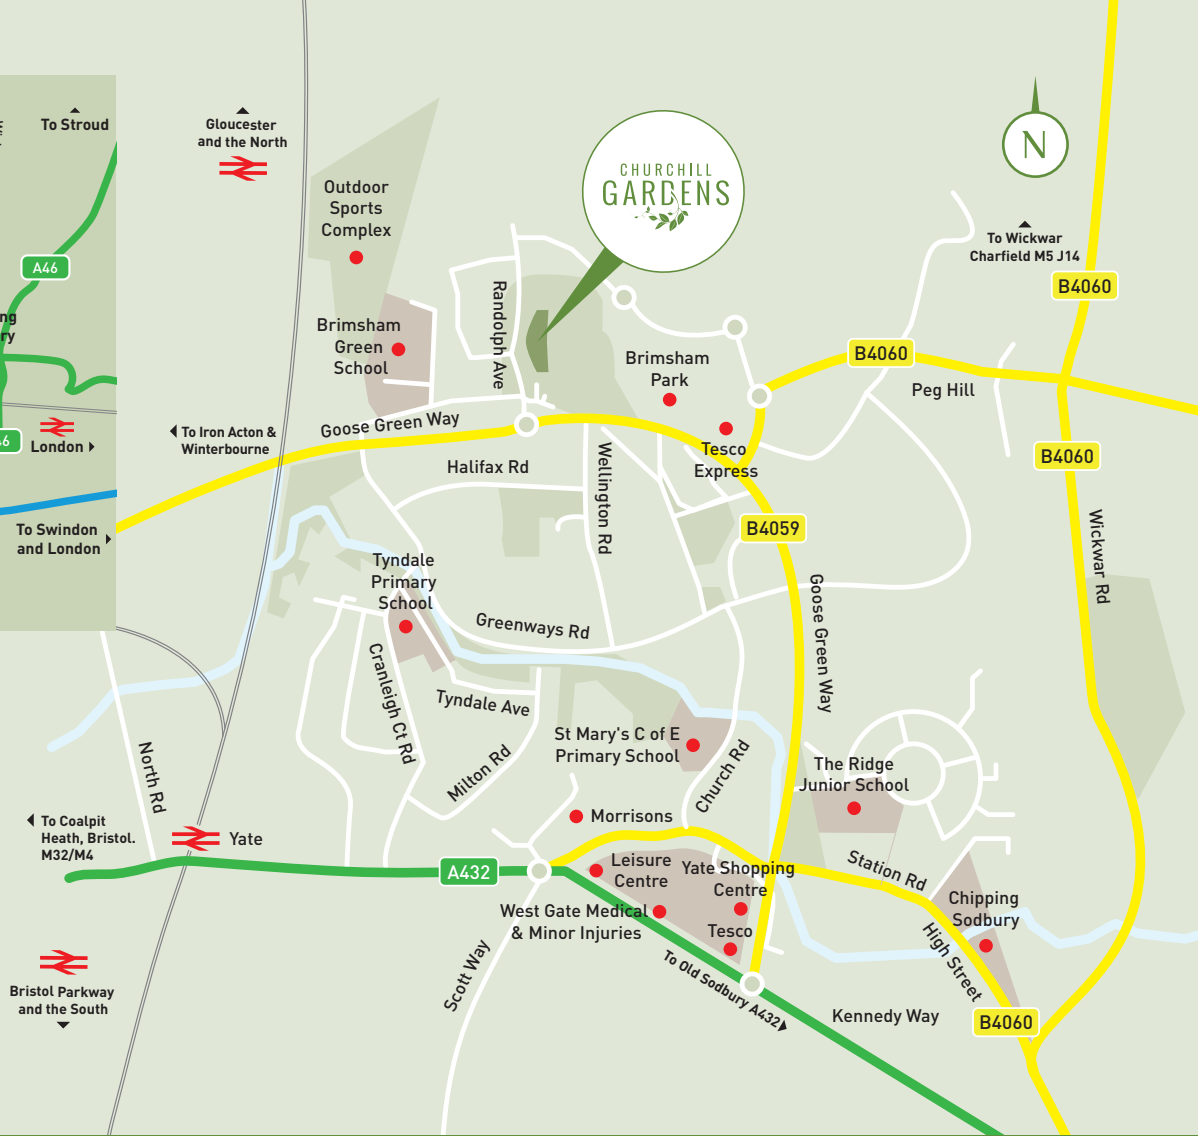 To Stroud
A46
ng
ry
London
To Swindon
and London
Gloucester
and the North
Outdoor
Sports
Complex
CHURCHILL
GARDENS
N
To Wickwar
Charfield M5 J14
B4060
Brimsham
Green
School
Randolph Ave
Brimsham
Park
B4060
Peg Hill
To Iron Acton &
Winterbourne
Goose Green Way
Halifax Rd
Wellington Rd
Tesco
Express
B4060
B4059
Wickwar Rd
Tyndale
Primary
School
Greenways Rd
Goose Green Way
Cranleigh Ct Rd
Tyndale Ave
Milton Rd
St Mary's C of E
Primary School
Church Rd
The Ridge
Junior School
North Rd
To Coalpit
Heath, Bristol.
M32/M4
Yate
Morrisons
A432
Leisure
Centre
Yate Shopping
Centre
Station Rd
Chipping
Sodbury
West Gate Medical
& Minor Injuries
Tesco
High Street
Scott Way
To Old Sodbury A432
Kennedy Way
B4060
Bristol Parkway
and the South